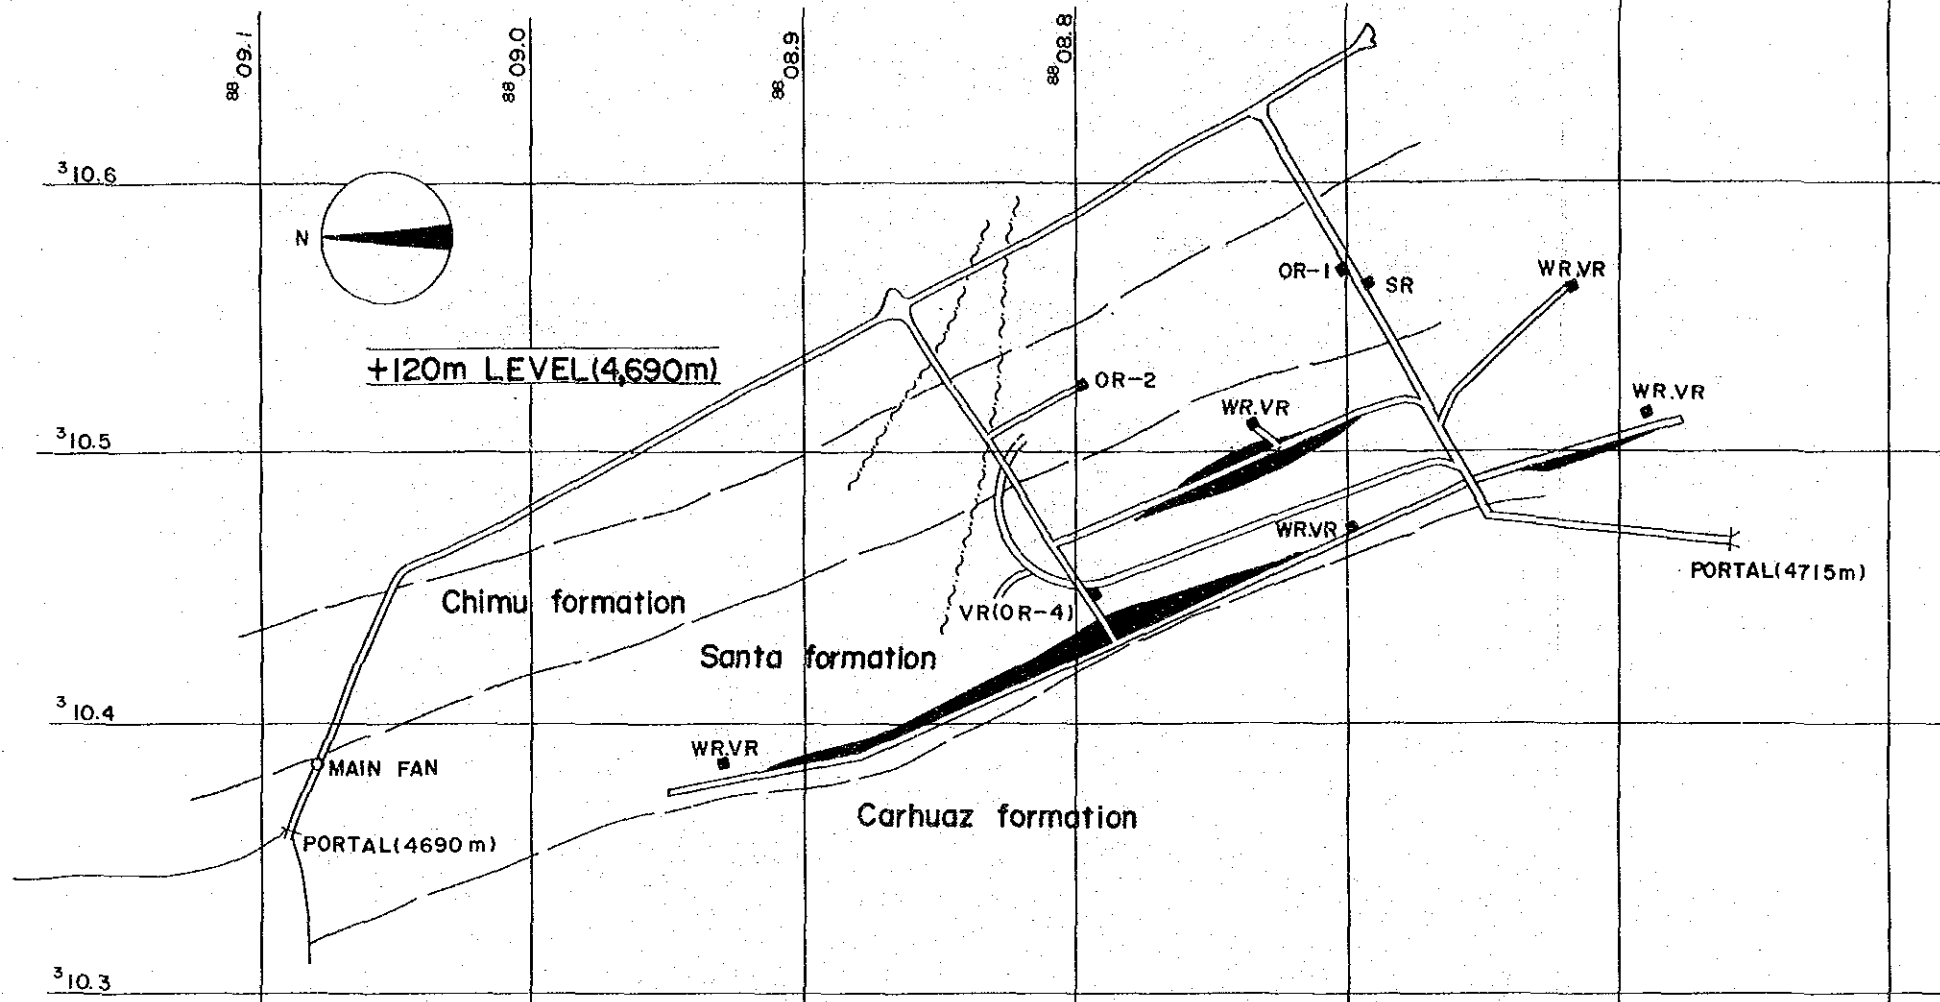 88 09.1
88 09.0
88 08.9
88 08.8
3 10.6
N
OR-1
SR
WR.VR
+120m LEVEL(4,690m)
OR-2
WR.VR
WR.VR
3 10.5
WR.VR
PORTAL(4715m)
Chimu formation
VR(OR-4)
Santa formation
3 10.4
WR.VR
MAIN FAN
Carhuaz formation
PORTAL(4690m)
3 10.3